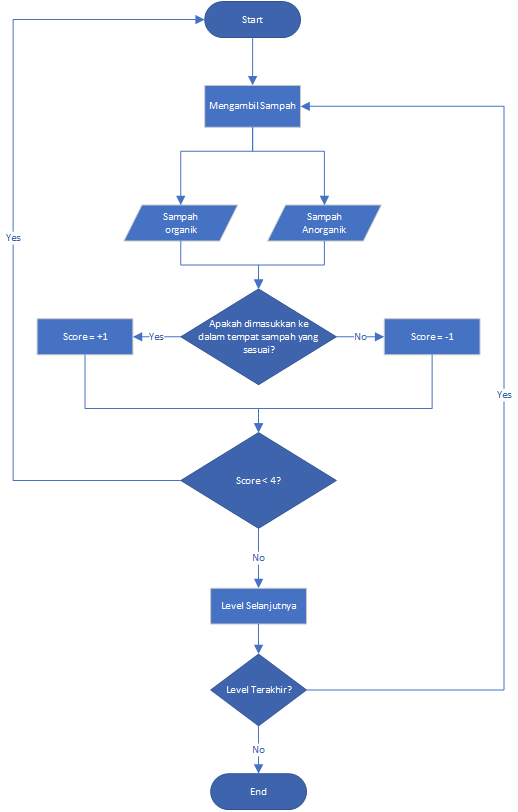 Start
Mengambil Sampah
Sampah
organik
Sampah
Anorganik
Yes
Apakah dimasukkan ke
dalam tempat sampah yang
sesuai?
Score = +1
Yes
No
Score = -1
Yes
Score < 4?
No
Level Selanjutnya
Level Terakhir?
No
End